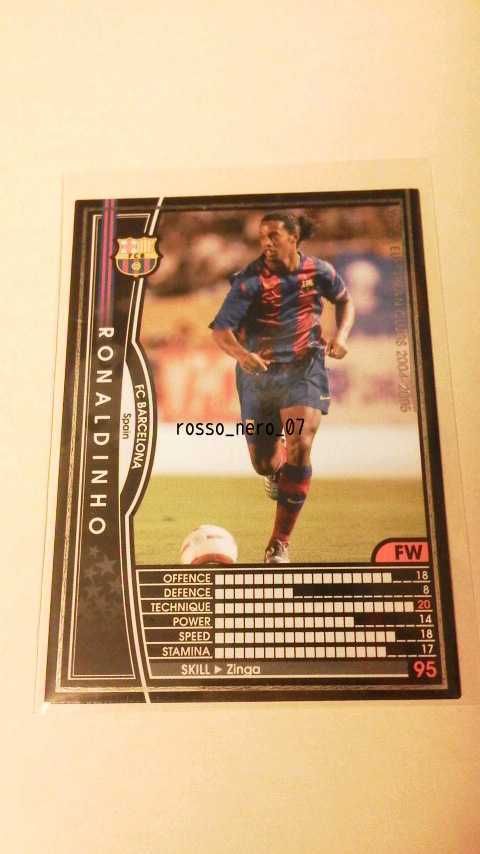 RONALDINHO
FC BARCELONA
Spain
EUROPEAN CLUBS 2004-2005
rosso_nero_07
FW
OFFENCE 18
DEFENCE 8
TECHNIQUE 20
POWER 14
SPEED 18
STAMINA 17
SKILL ▶ Zinga 95